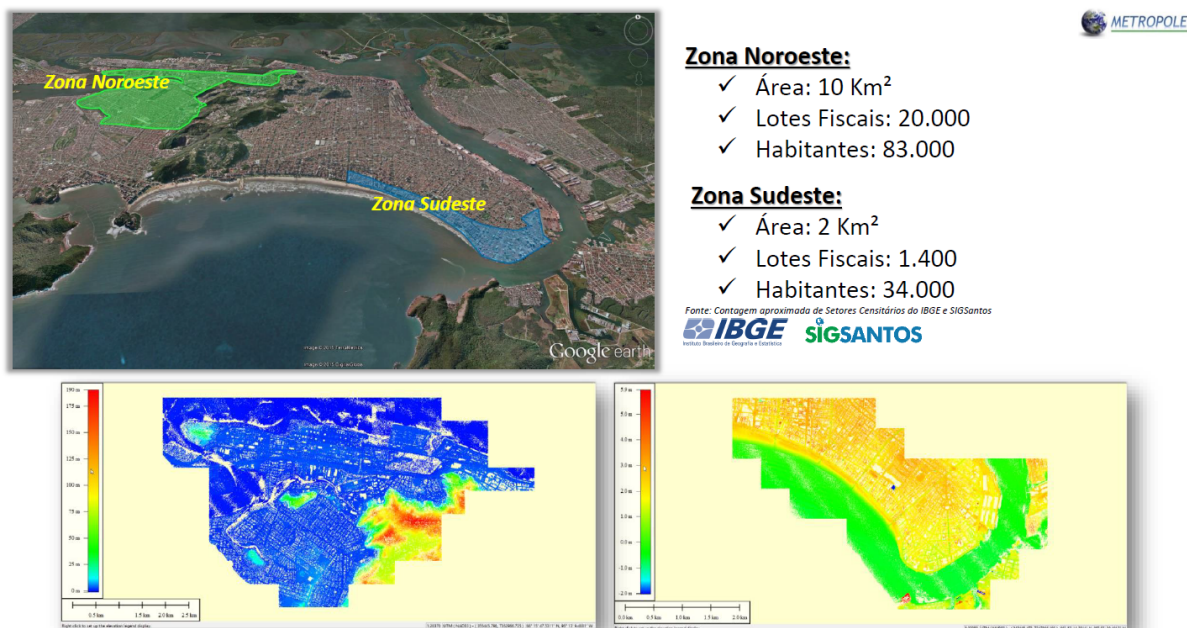 METROPOLE
Zona Noroeste
Zona Sudeste
Google earth
Zona Noroeste:
✓ Área: 10 Km²
✓ Lotes Fiscais: 20.000
✓ Habitantes: 83.000
Zona Sudeste:
✓ Área: 2 Km²
✓ Lotes Fiscais: 1.400
✓ Habitantes: 34.000
Fonte: Contagem aproximada de Setores Censitários do IBGE e SIGSantos
IBGE
Instituto Brasileiro de Geografia e Estatística
SIGSANTOS
190 m
175 m
150 m
125 m
100 m
75 m
50 m
25 m
0 m
0.5 km 1.5 km 2.0 km 2.5 km
5.0 m
4.0 m
3.0 m
2.0 m
1.0 m
0.0 m
-1.0 m
-2.0 m
0.0 km 0.5 km 1.0 km 1.5 km 2.0 km